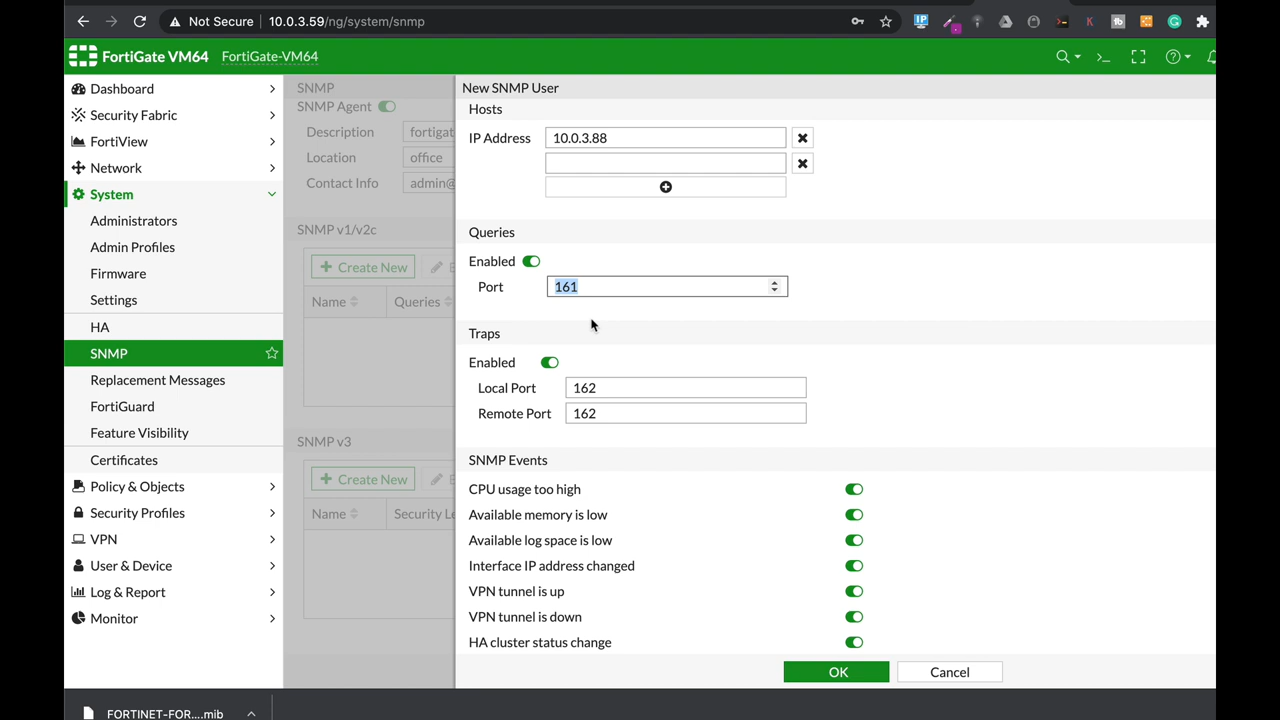 Not Secure | 10.0.3.59/ng/system/snmp
FortiGate VM64 FortiGate-VM64
Dashboard
Security Fabric
FortiView
Network
System
Administrators
Admin Profiles
Firmware
Settings
HA
SNMP
Replacement Messages
FortiGuard
Feature Visibility
Certificates
Policy & Objects
Security Profiles
VPN
User & Device
Log & Report
Monitor
SNMP
SNMP Agent
Description fortigat
Location office
Contact Info admin@
SNMP v1/v2c
+ Create New
Name Queries
SNMP v3
+ Create New
Name Security Le
New SNMP User
Hosts
IP Address 10.0.3.88
Queries
Enabled
Port 161
Traps
Enabled
Local Port 162
Remote Port 162
SNMP Events
CPU usage too high
Available memory is low
Available log space is low
Interface IP address changed
VPN tunnel is up
VPN tunnel is down
HA cluster status change
OK Cancel
FORTINET-FOR....mib